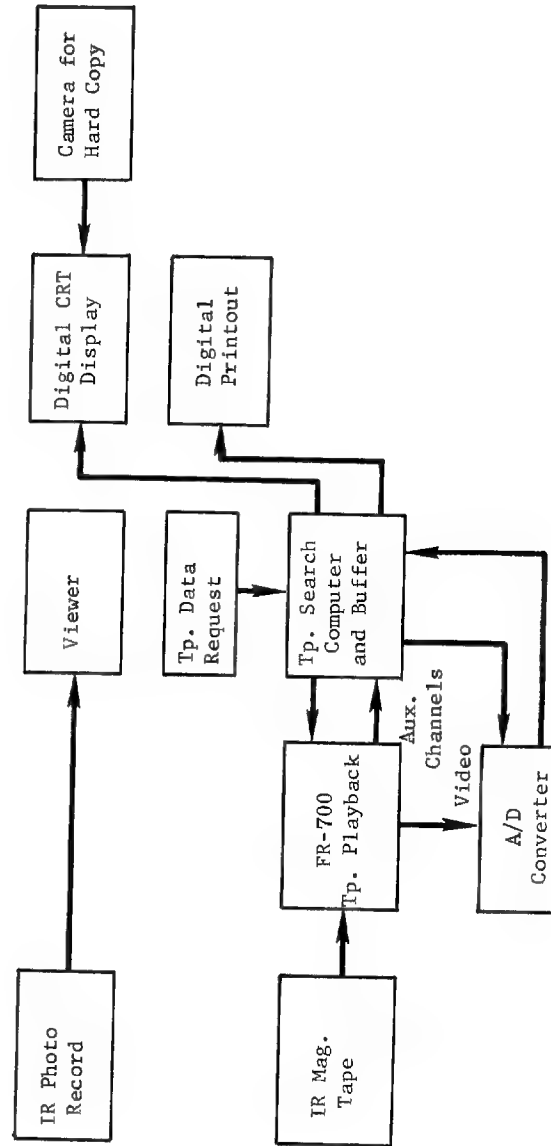 IR Photo
Record
Viewer
Digital CRT
Display
Camera for
Hard Copy
Tp. Data
Request
Digital
Printout
IR Mag.
Tape
FR-700
Tp. Playback
Tp. Search
Computer
and Buffer
Aux.
Channels
Video
A/D
Converter